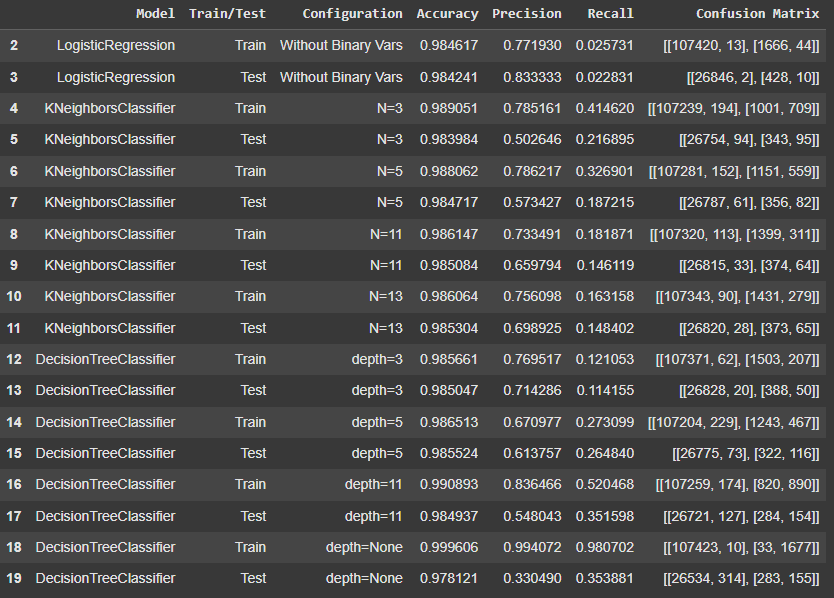 Model Train/Test Configuration Accuracy Precision Recall Confusion Matrix
2 LogisticRegression Train Without Binary Vars 0.984617 0.771930 0.025731 [[107420, 13], [1666, 44]]
3 LogisticRegression Test Without Binary Vars 0.984241 0.833333 0.022831 [[26846, 2], [428, 10]]
4 KNeighborsClassifier Train N=3 0.989051 0.785161 0.414620 [[107239, 194], [1001, 709]]
5 KNeighborsClassifier Test N=3 0.983984 0.502646 0.216895 [[26754, 94], [343, 95]]
6 KNeighborsClassifier Train N=5 0.988062 0.786217 0.326901 [[107281, 152], [1151, 559]]
7 KNeighborsClassifier Test N=5 0.984717 0.573427 0.187215 [[26787, 61], [356, 82]]
8 KNeighborsClassifier Train N=11 0.986147 0.733491 0.181871 [[107320, 113], [1399, 311]]
9 KNeighborsClassifier Test N=11 0.985084 0.659794 0.146119 [[26815, 33], [374, 64]]
10 KNeighborsClassifier Train N=13 0.986064 0.756098 0.163158 [[107343, 90], [1431, 279]]
11 KNeighborsClassifier Test N=13 0.985304 0.698925 0.148402 [[26820, 28], [373, 65]]
12 DecisionTreeClassifier Train depth=3 0.985661 0.769517 0.121053 [[107371, 62], [1503, 207]]
13 DecisionTreeClassifier Test depth=3 0.985047 0.714286 0.114155 [[26828, 20], [388, 50]]
14 DecisionTreeClassifier Train depth=5 0.986513 0.670977 0.273099 [[107204, 229], [1243, 467]]
15 DecisionTreeClassifier Test depth=5 0.985524 0.613757 0.264840 [[26775, 73], [322, 116]]
16 DecisionTreeClassifier Train depth=11 0.990893 0.836466 0.520468 [[107259, 174], [820, 890]]
17 DecisionTreeClassifier Test depth=11 0.984937 0.548043 0.351598 [[26721, 127], [284, 154]]
18 DecisionTreeClassifier Train depth=None 0.999606 0.994072 0.980702 [[107423, 10], [33, 1677]]
19 DecisionTreeClassifier Test depth=None 0.978121 0.330490 0.353881 [[26534, 314], [283, 155]]